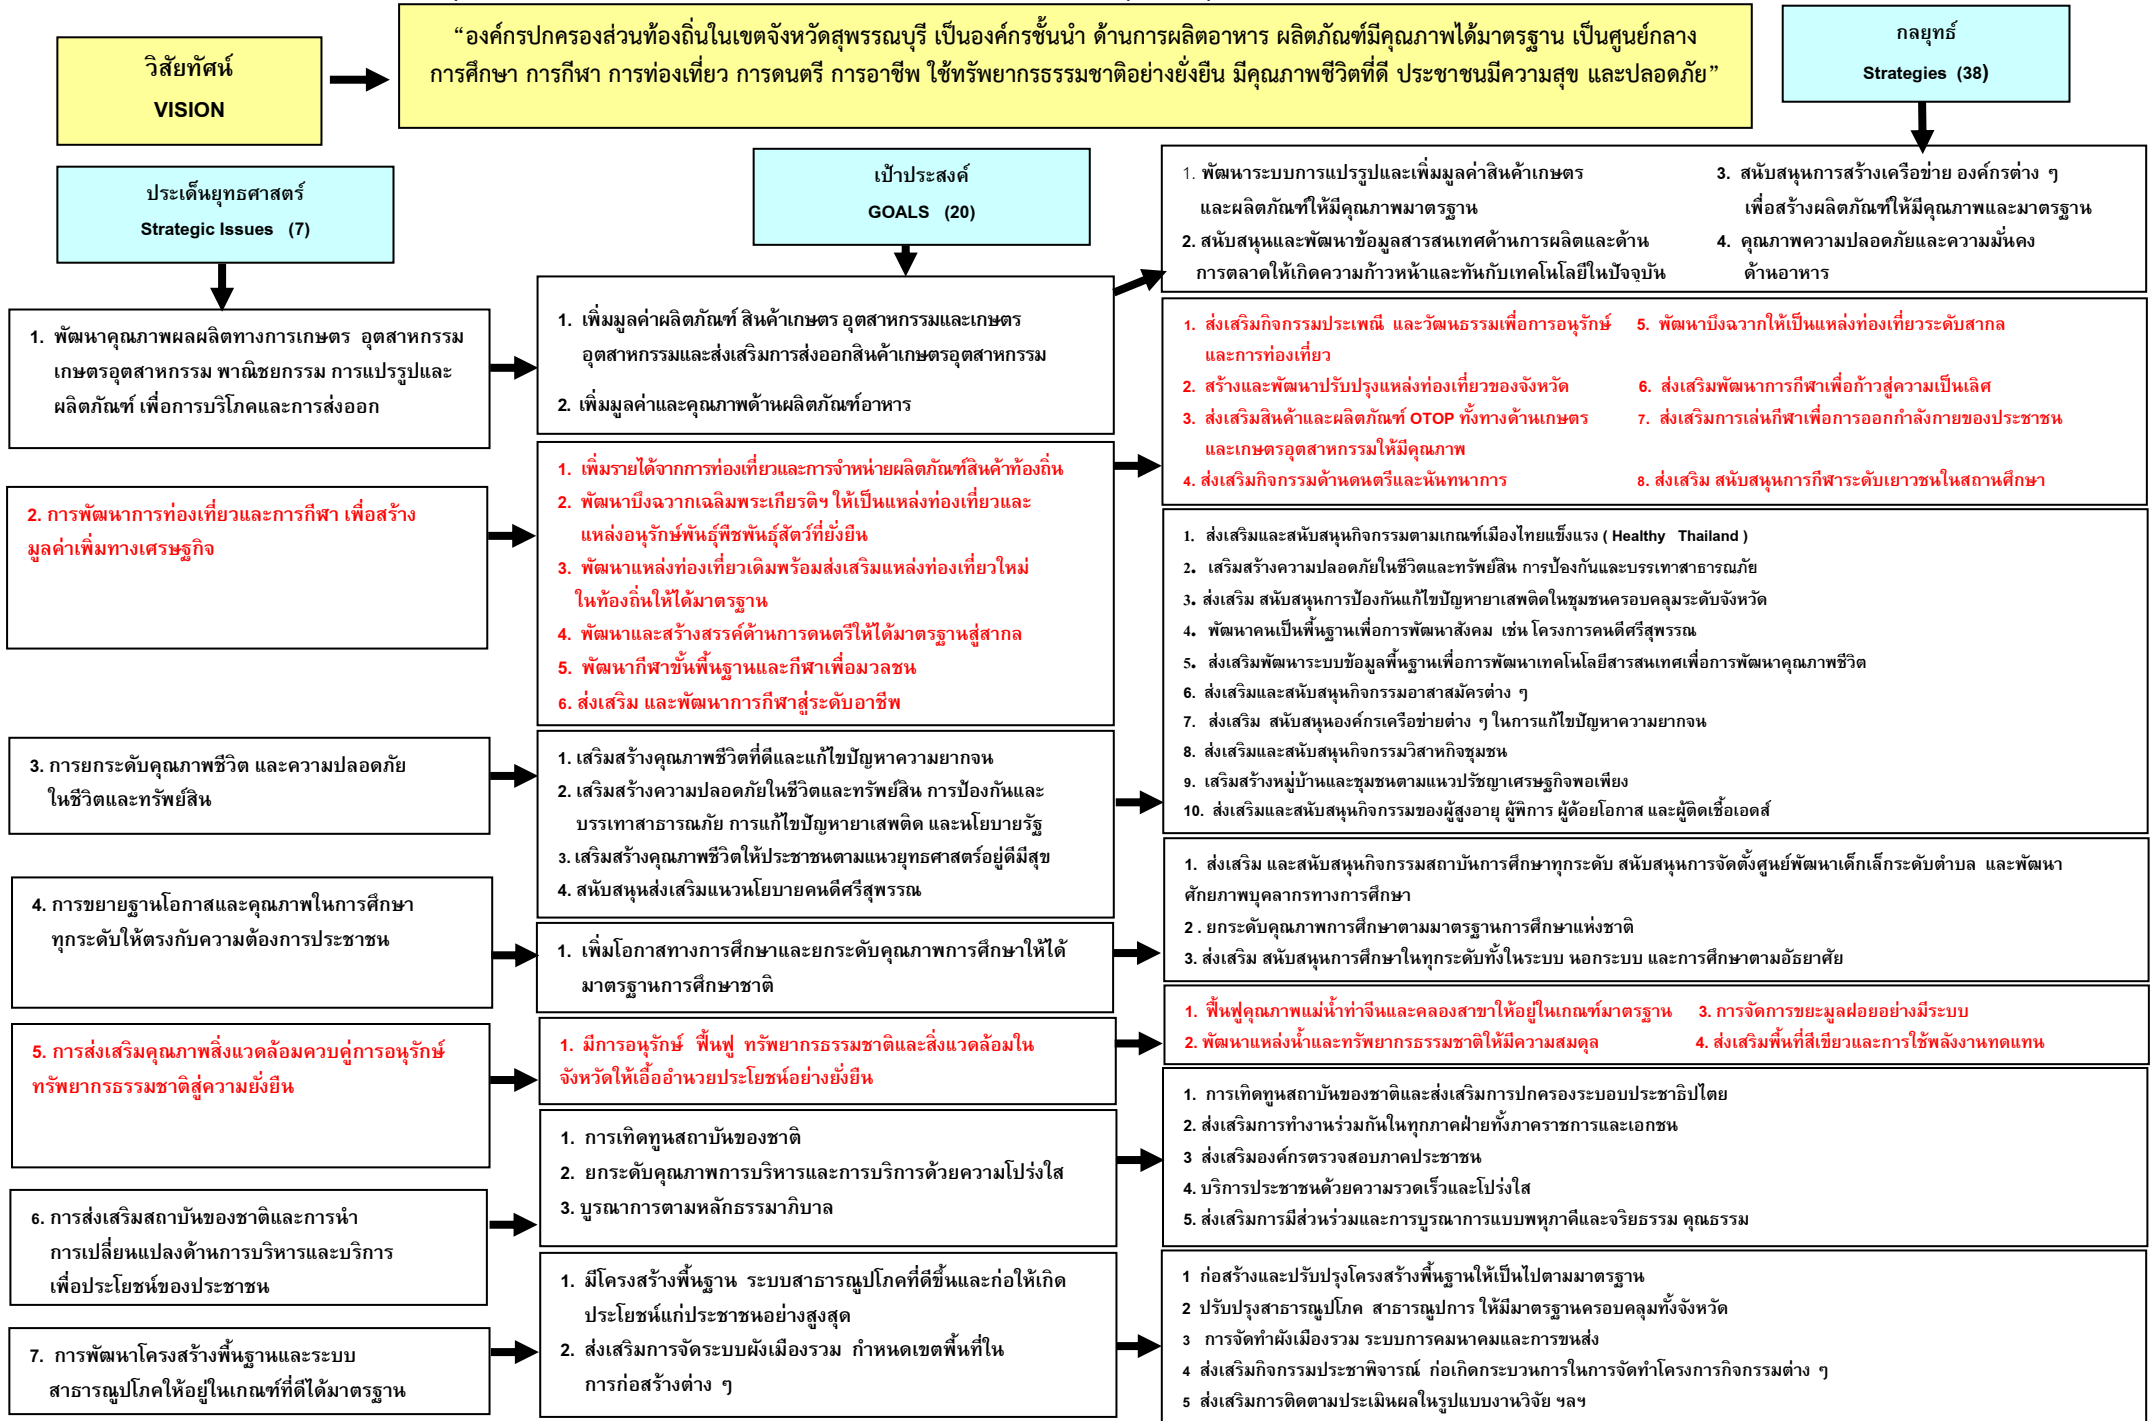 วิสัยทัศน์
VISION
“องค์กรปกครองส่วนท้องถิ่นในเขตจังหวัดสุพรรณบุรี เป็นองค์กรชั้นนำ ด้านการผลิตอาหาร ผลิตภัณฑ์มีคุณภาพได้มาตรฐาน เป็นศูนย์กลาง
การศึกษา การกีฬา การท่องเที่ยว การดนตรี การอาชีพ ใช้ทรัพยากรธรรมชาติอย่างยั่งยืน มีคุณภาพชีวิตที่ดี ประชาชนมีความสุข และปลอดภัย”
กลยุทธ์
Strategies (38)
ประเด็นยุทธศาสตร์
Strategic Issues (7)
เป้าประสงค์
GOALS (20)
1. พัฒนาคุณภาพผลผลิตทางการเกษตร อุตสาหกรรม
เกษตรอุตสาหกรรม พาณิชยกรรม การแปรรูปและ
ผลิตภัณฑ์ เพื่อการบริโภคและการส่งออก
1. เพิ่มมูลค่าผลิตภัณฑ์ สินค้าเกษตร อุตสาหกรรมและเกษตร
อุตสาหกรรมและส่งเสริมการส่งออกสินค้าเกษตรอุตสาหกรรม
2. เพิ่มมูลค่าและคุณภาพด้านผลิตภัณฑ์อาหาร
1. พัฒนาระบบการแปรรูปและเพิ่มมูลค่าสินค้าเกษตร
และผลิตภัณฑ์ให้มีคุณภาพมาตรฐาน
2. สนับสนุนและพัฒนาข้อมูลสารสนเทศด้านการผลิตและด้าน
การตลาดให้เกิดความก้าวหน้าและทันกับเทคโนโลยีในปัจจุบัน
3. สนับสนุนการสร้างเครือข่าย องค์กรต่าง ๆ
เพื่อสร้างผลิตภัณฑ์ให้มีคุณภาพและมาตรฐาน
4. คุณภาพความปลอดภัยและความมั่นคง
ด้านอาหาร
2. การพัฒนาการท่องเที่ยวและการกีฬา เพื่อสร้าง
มูลค่าเพิ่มทางเศรษฐกิจ
1. เพิ่มรายได้จากการท่องเที่ยวและการจำหน่ายผลิตภัณฑ์สินค้าท้องถิ่น
2. พัฒนาบึงฉวากเฉลิมพระเกียรติฯ ให้เป็นแหล่งท่องเที่ยวและ
แหล่งอนุรักษ์พันธุ์พืชพันธุ์สัตว์ที่ยั่งยืน
3. พัฒนาแหล่งท่องเที่ยวเดิมพร้อมส่งเสริมแหล่งท่องเที่ยวใหม่
ในท้องถิ่นให้ได้มาตรฐาน
4. พัฒนาและสร้างสรรค์ด้านการดนตรีให้ได้มาตรฐานสู่สากล
5. พัฒนากีฬาขั้นพื้นฐานและกีฬาเพื่อมวลชน
6. ส่งเสริม และพัฒนาการกีฬาสู่ระดับอาชีพ
1. ส่งเสริมกิจกรรมประเพณี และวัฒนธรรมเพื่อการอนุรักษ์
และการท่องเที่ยว
2. สร้างและพัฒนาปรับปรุงแหล่งท่องเที่ยวของจังหวัด
3. ส่งเสริมสินค้าและผลิตภัณฑ์ OTOP ทั้งทางด้านเกษตร
และเกษตรอุตสาหกรรมให้มีคุณภาพ
4. ส่งเสริมกิจกรรมด้านดนตรีและนันทนาการ
5. พัฒนาบึงฉวากให้เป็นแหล่งท่องเที่ยวระดับสากล
6. ส่งเสริมพัฒนาการกีฬาเพื่อก้าวสู่ความเป็นเลิศ
7. ส่งเสริมการเล่นกีฬาเพื่อการออกกำลังกายของประชาชน
8. ส่งเสริม สนับสนุนการกีฬาระดับเยาวชนในสถานศึกษา
3. การยกระดับคุณภาพชีวิต และความปลอดภัย
ในชีวิตและทรัพย์สิน
1. เสริมสร้างคุณภาพชีวิตที่ดีและแก้ไขปัญหาความยากจน
2. เสริมสร้างความปลอดภัยในชีวิตและทรัพย์สิน การป้องกันและ
บรรเทาสาธารณภัย การแก้ไขปัญหายาเสพติด และนโยบายรัฐ
3. เสริมสร้างคุณภาพชีวิตให้ประชาชนตามแนวยุทธศาสตร์อยู่ดีมีสุข
4. สนับสนุนส่งเสริมแนวนโยบายคนดีศรีสุพรรณ
1. ส่งเสริมและสนับสนุนกิจกรรมตามเกณฑ์เมืองไทยแข็งแรง ( Healthy Thailand )
2. เสริมสร้างความปลอดภัยในชีวิตและทรัพย์สิน การป้องกันและบรรเทาสาธารณภัย
3. ส่งเสริม สนับสนุนการป้องกันแก้ไขปัญหายาเสพติดในชุมชนครอบคลุมระดับจังหวัด
4. พัฒนาคนเป็นพื้นฐานเพื่อการพัฒนาสังคม เช่น โครงการคนดีศรีสุพรรณ
5. ส่งเสริมพัฒนาระบบข้อมูลพื้นฐานเพื่อการพัฒนาเทคโนโลยีสารสนเทศเพื่อการพัฒนาคุณภาพชีวิต
6. ส่งเสริมและสนับสนุนกิจกรรมอาสาสมัครต่าง ๆ
7. ส่งเสริม สนับสนุนองค์กรเครือข่ายต่าง ๆ ในการแก้ไขปัญหาความยากจน
8. ส่งเสริมและสนับสนุนกิจกรรมวิสาหกิจชุมชน
9. เสริมสร้างหมู่บ้านและชุมชนตามแนวปรัชญาเศรษฐกิจพอเพียง
10. ส่งเสริมและสนับสนุนกิจกรรมของผู้สูงอายุ ผู้พิการ ผู้ด้อยโอกาส และผู้ติดเชื้อเอดส์
4. การขยายฐานโอกาสและคุณภาพในการศึกษา
ทุกระดับให้ตรงกับความต้องการประชาชน
1. เพิ่มโอกาสทางการศึกษาและยกระดับคุณภาพการศึกษาให้ได้
มาตรฐานการศึกษาชาติ
1. ส่งเสริม และสนับสนุนกิจกรรมสถาบันการศึกษาทุกระดับ สนับสนุนการจัดตั้งศูนย์พัฒนาเด็กเล็กระดับตำบล และพัฒนา
ศักยภาพบุคลากรทางการศึกษา
2 . ยกระดับคุณภาพการศึกษาตามมาตรฐานการศึกษาแห่งชาติ
3. ส่งเสริม สนับสนุนการศึกษาในทุกระดับทั้งในระบบ นอกระบบ และการศึกษาตามอัธยาศัย
5. การส่งเสริมคุณภาพสิ่งแวดล้อมควบคู่การอนุรักษ์
ทรัพยากรธรรมชาติสู่ความยั่งยืน
1. มีการอนุรักษ์ ฟื้นฟู ทรัพยากรธรรมชาติและสิ่งแวดล้อมใน
จังหวัดให้เอื้ออำนวยประโยชน์อย่างยั่งยืน
1. ฟื้นฟูคุณภาพแม่น้ำท่าจีนและคลองสาขาให้อยู่ในเกณฑ์มาตรฐาน
2. พัฒนาแหล่งน้ำและทรัพยากรธรรมชาติให้มีความสมดุล
3. การจัดการขยะมูลฝอยอย่างมีระบบ
4. ส่งเสริมพื้นที่สีเขียวและการใช้พลังงานทดแทน
6. การส่งเสริมสถาบันของชาติและการนำ
การเปลี่ยนแปลงด้านการบริหารและบริการ
เพื่อประโยชน์ของประชาชน
1. การเทิดทูนสถาบันของชาติ
2. ยกระดับคุณภาพการบริหารและการบริการด้วยความโปร่งใส
3. บูรณาการตามหลักธรรมาภิบาล
1. การเทิดทูนสถาบันของชาติและส่งเสริมการปกครองระบอบประชาธิปไตย
2. ส่งเสริมการทำงานร่วมกันในทุกภาคฝ่ายทั้งภาคราชการและเอกชน
3 ส่งเสริมองค์กรตรวจสอบภาคประชาชน
4. บริการประชาชนด้วยความรวดเร็วและโปร่งใส
5. ส่งเสริมการมีส่วนร่วมและการบูรณาการแบบพหุภาคีและจริยธรรม คุณธรรม
7. การพัฒนาโครงสร้างพื้นฐานและระบบ
สาธารณูปโภคให้อยู่ในเกณฑ์ที่ดีได้มาตรฐาน
1. มีโครงสร้างพื้นฐาน ระบบสาธารณูปโภคที่ดีขึ้นและก่อให้เกิด
ประโยชน์แก่ประชาชนอย่างสูงสุด
2. ส่งเสริมการจัดระบบผังเมืองรวม กำหนดเขตพื้นที่ใน
การก่อสร้างต่าง ๆ
1 ก่อสร้างและปรับปรุงโครงสร้างพื้นฐานให้เป็นไปตามมาตรฐาน
2 ปรับปรุงสาธารณูปโภค สาธารณูปการ ให้มีมาตรฐานครอบคลุมทั้งจังหวัด
3 การจัดทำผังเมืองรวม ระบบการคมนาคมและการขนส่ง
4 ส่งเสริมกิจกรรมประชาพิจารณ์ ก่อเกิดกระบวนการในการจัดทำโครงการกิจกรรมต่าง ๆ
5 ส่งเสริมการติดตามประเมินผลในรูปแบบงานวิจัย ฯลฯ